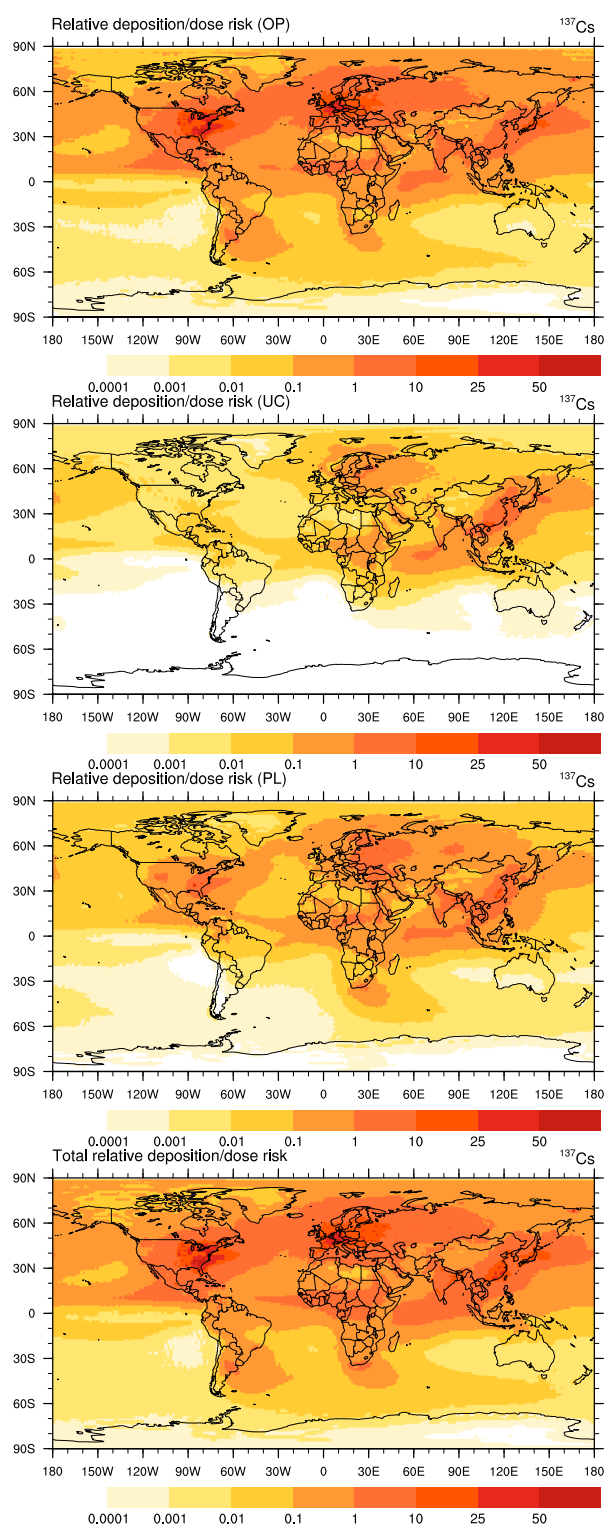 Relative deposition/dose risk (OP) ¹³⁷Cs
90N
60N
30N
0
30S
60S
90S
180 150W 120W 90W 60W 30W 0 30E 60E 90E 120E 150E 180
0.0001 0.001 0.01 0.1 1 10 25 50
Relative deposition/dose risk (UC) ¹³⁷Cs
90N
60N
30N
0
30S
60S
90S
180 150W 120W 90W 60W 30W 0 30E 60E 90E 120E 150E 180
0.0001 0.001 0.01 0.1 1 10 25 50
Relative deposition/dose risk (PL) ¹³⁷Cs
90N
60N
30N
0
30S
60S
90S
180 150W 120W 90W 60W 30W 0 30E 60E 90E 120E 150E 180
0.0001 0.001 0.01 0.1 1 10 25 50
Total relative deposition/dose risk ¹³⁷Cs
90N
60N
30N
0
30S
60S
90S
180 150W 120W 90W 60W 30W 0 30E 60E 90E 120E 150E 180
0.0001 0.001 0.01 0.1 1 10 25 50